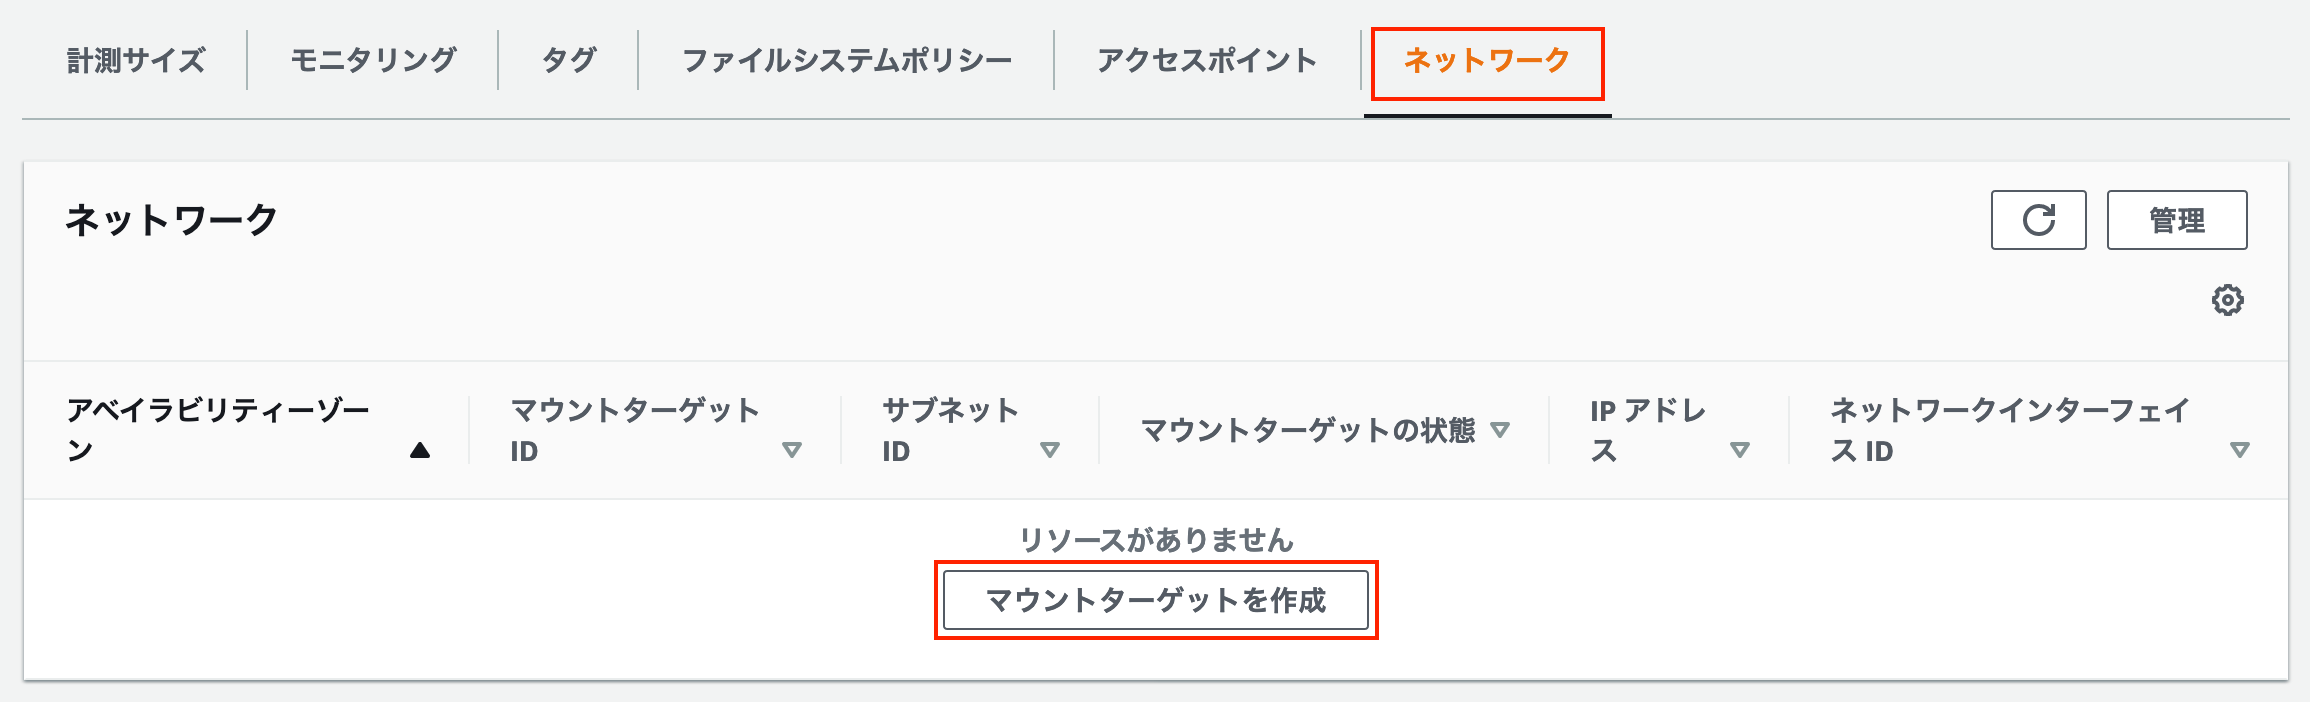 計測サイズ
モニタリング
タグ
ファイルシステムポリシー
アクセスポイント
ネットワーク
ネットワーク
管理
アベイラビリティーゾー
ン
マウントターゲット
ID
サブネット
ID
マウントターゲットの状態
IP アドレ
ス
ネットワークインターフェイ
ス ID
リソースがありません
マウントターゲットを作成